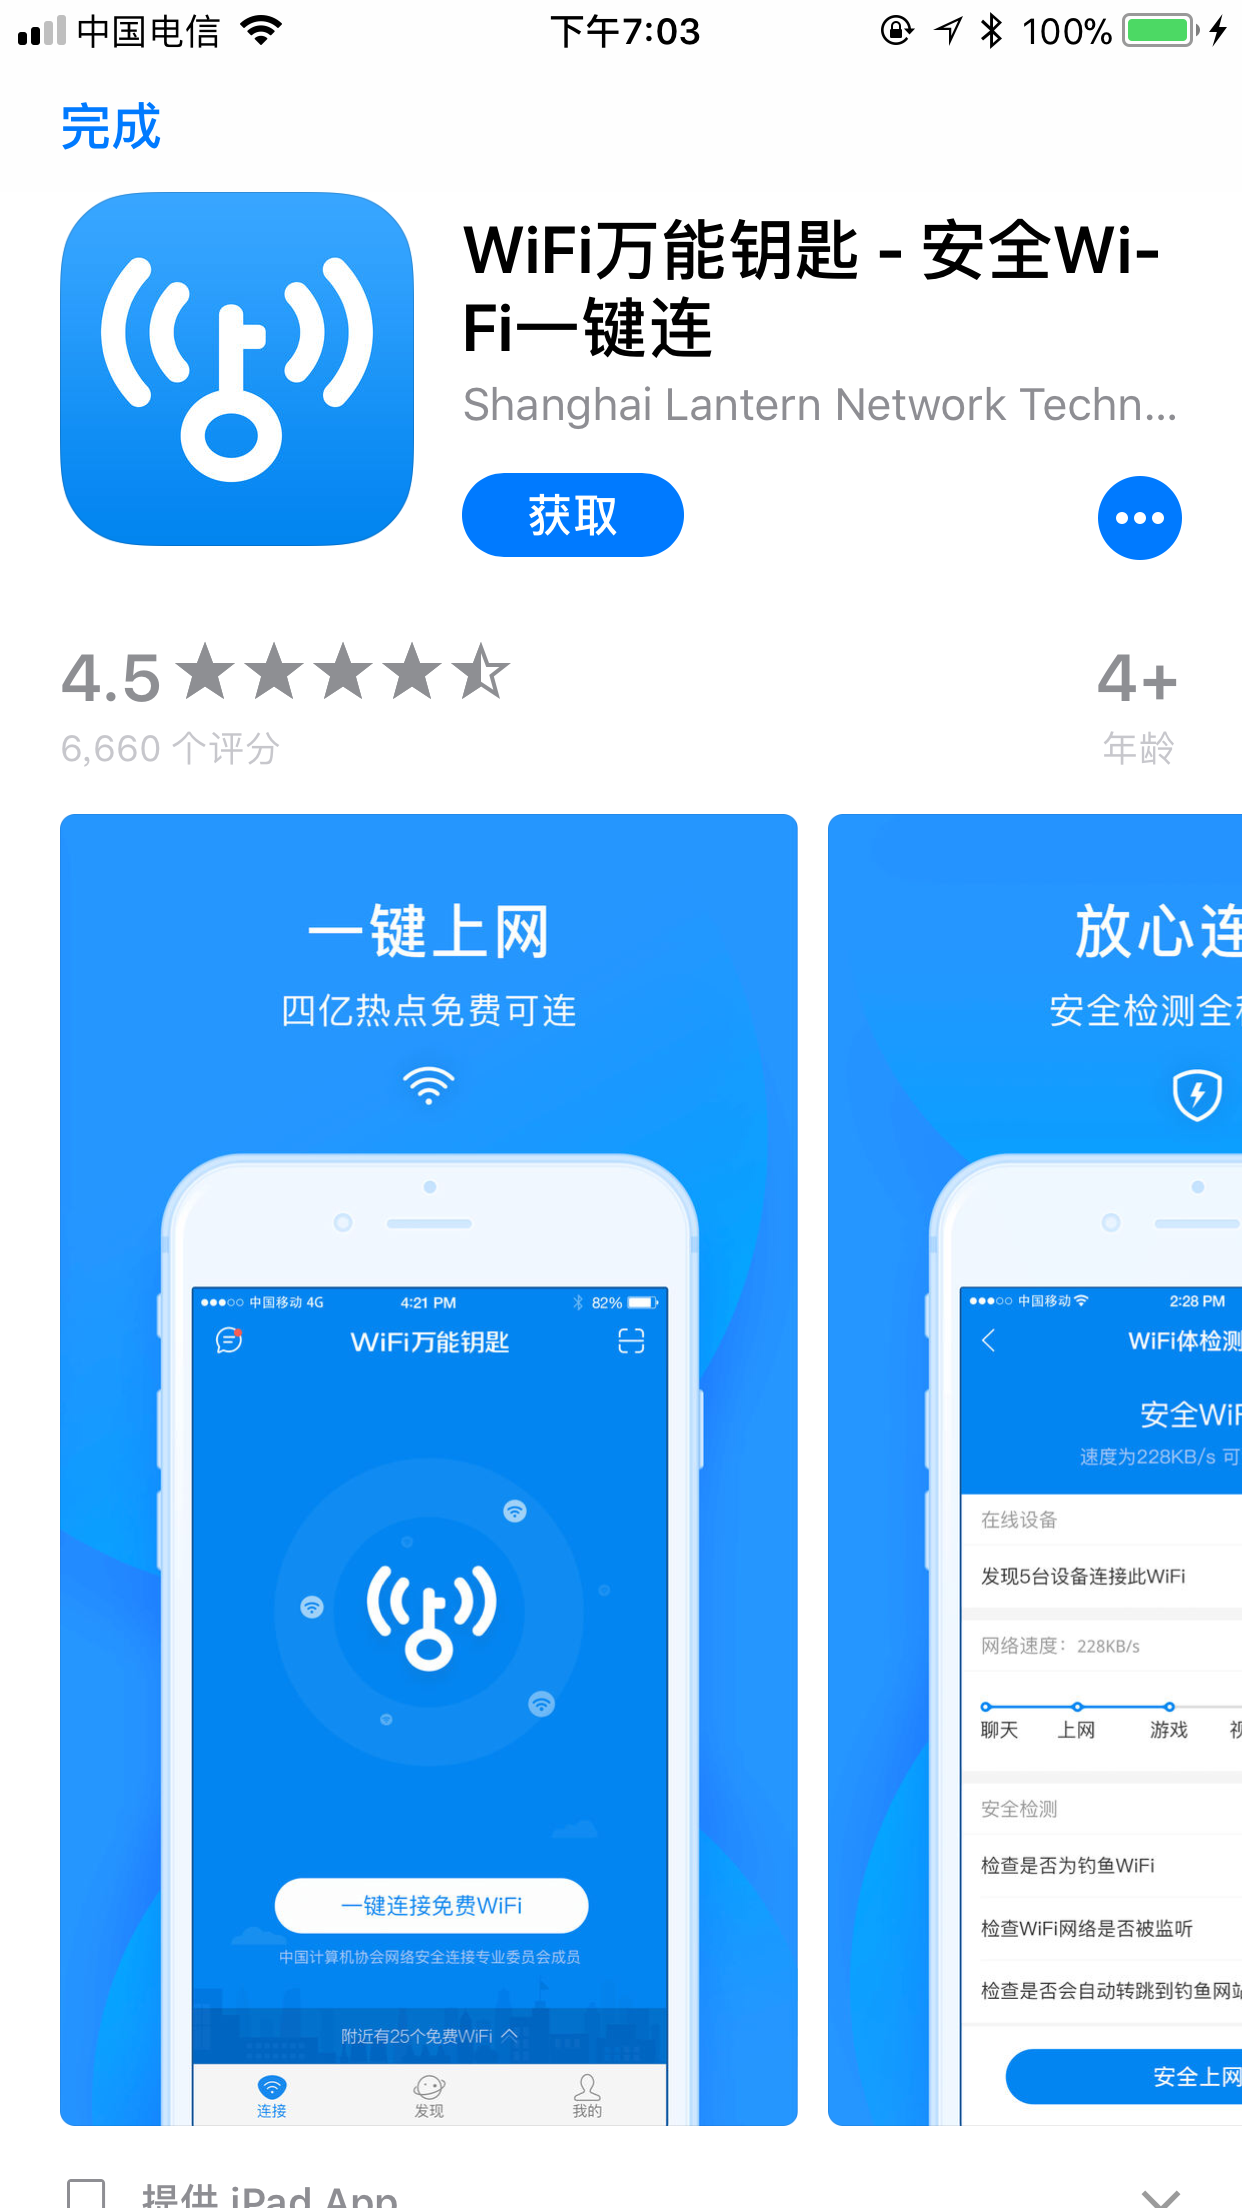 中国电信 下午7:03 100%
完成
WiFi万能钥匙 - 安全Wi-
Fi一键连
Shanghai Lantern Network Techn...
获取
4.5
4+
6,660 个评分
年龄
一键上网
四亿热点免费可连
中国移动 4G 4:21 PM 82%
WiFi万能钥匙
一键连接免费WiFi
中国计算机协会网络安全连接专业委员会成员
附近有25个免费WiFi
连接 发现 我的
放心连
安全检测全
中国移动 2:28 PM
WiFi体检测
安全WiF
速度为228KB/s 可
在线设备
发现5台设备连接此WiFi
网络速度：228KB/s
聊天 上网 游戏
安全检测
检查是否为钓鱼WiFi
检查WiFi网络是否被监听
检查是否会自动转跳到钓鱼网站
安全上网
提供 iPad App